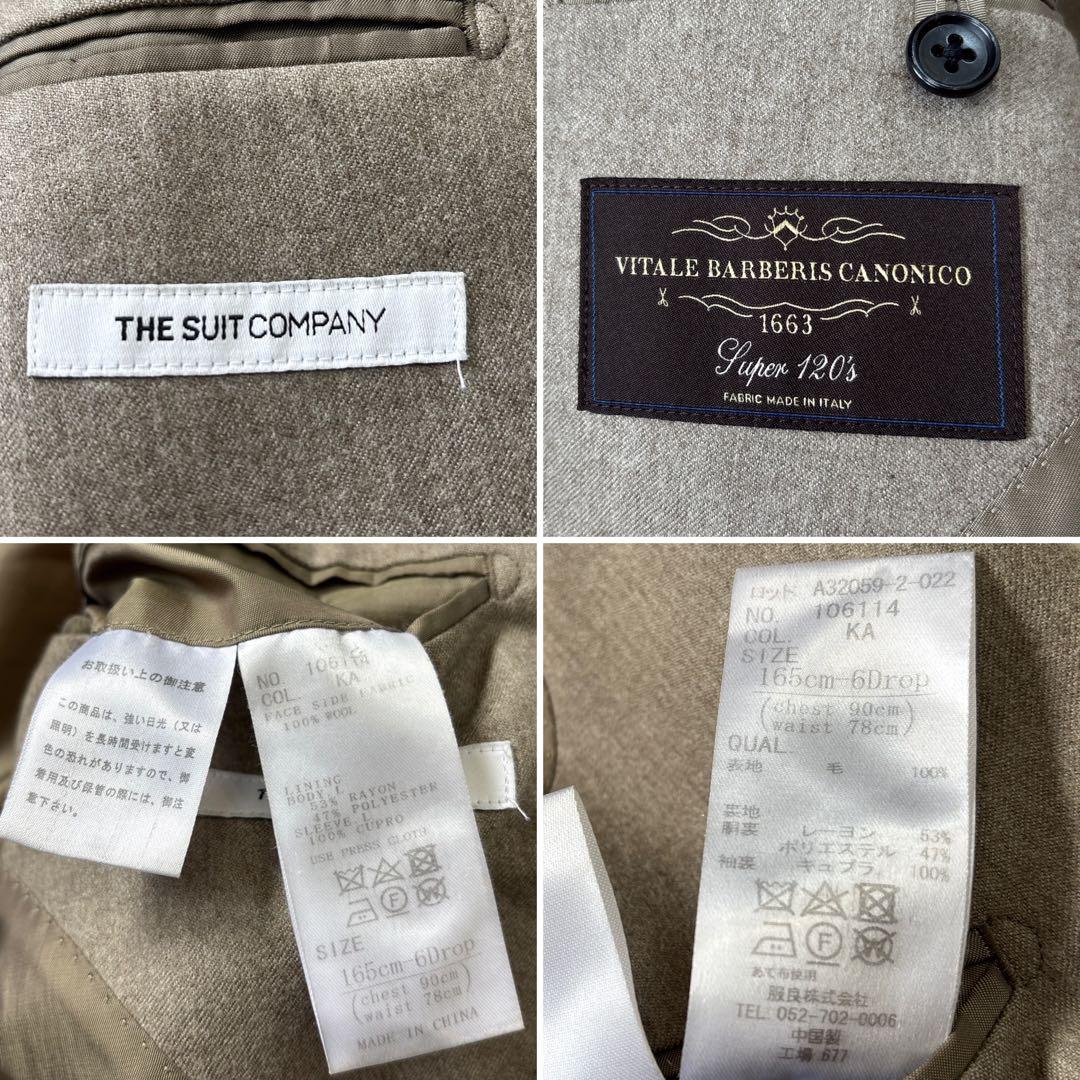 THE SUIT COMPANY
VITALE BARBERIS CANONICO
1663
Super 120's
FABRIC MADE IN ITALY
お取扱い上の御注意
この商品は、強い日光（又は
照明）を長時間受けますと変
色の恐れがありますので、御
着用及び保管の際には、御注
意下さい。
NO. 106114
COL. KA
FACE SIDE FABRIC
100% WOOL
LINING
BODY L
53% RAYON
47% POLYESTER
SLEEVE L.
100% CUPRO
USE PRESS CLOTH
SIZE
165cm-6Drop
(chest 90cm
waist 78cm)
MADE IN CHINA
ロット A32059-2-022
NO. 106114
COL. KA
SIZE
165cm-6Drop
(chest 90cm
waist 78cm)
QUAL.
表地 毛 100%
裏地
胴裏 レーヨン 53%
ポリエステル 47%
袖裏 キュプラ 100%
あて布使用
服良株式会社
TEL: 052-702-0006
中国製
工場 677